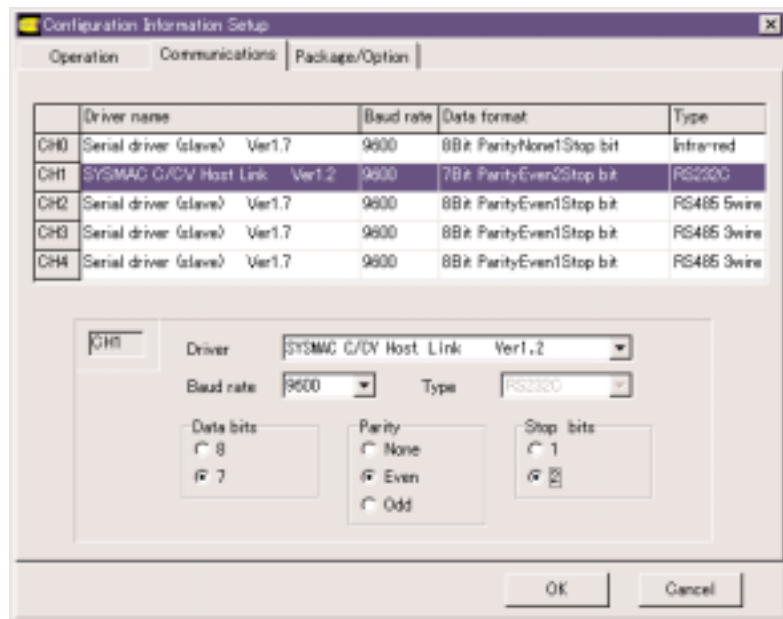 Configuration Information Setup
Operation Communications Package/Option
Driver name Baud rate Data format Type
CH0 Serial driver (slave) Ver1.7 9600 8Bit ParityNone1Stop bit Infra-red
CH1 SYSMAC C/CV Host Link Ver1.2 9600 7Bit ParityEven2Stop bit RS232C
CH2 Serial driver (slave) Ver1.7 9600 8Bit ParityEven1Stop bit RS485 5wire
CH3 Serial driver (slave) Ver1.7 9600 8Bit ParityEven1Stop bit RS485 3wire
CH4 Serial driver (slave) Ver1.7 9600 8Bit ParityEven1Stop bit RS485 3wire
CH1
Driver SYSMAC C/CV Host Link Ver1.2
Baud rate 9600 Type RS232C
Data bits Parity Stop bits
8 None 1
7 Even 2
Odd
OK Cancel